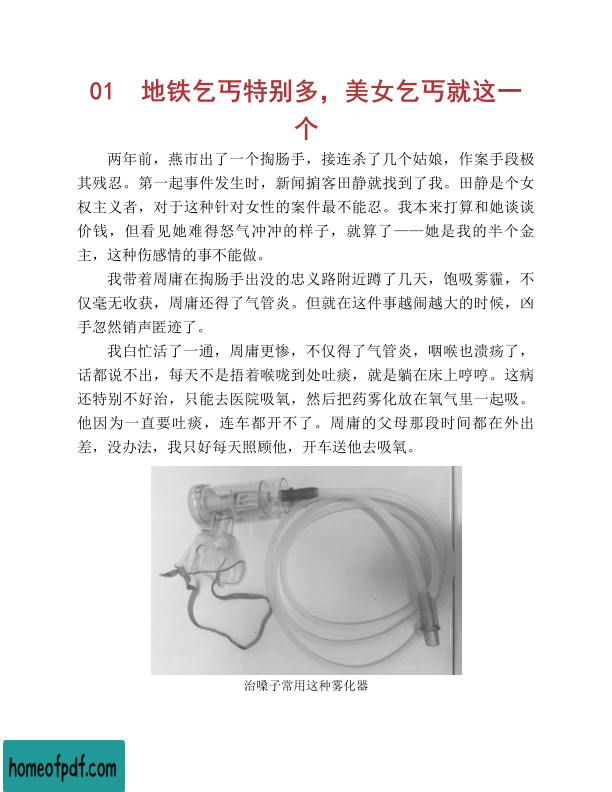 01 地铁乞丐特别多，美女乞丐就这一
个
两年前，燕市出了一个掏肠手，接连杀了几个姑娘，作案手段极
其残忍。第一起事件发生时，新闻掮客田静就找到了我。田静是个女
权主义者，对于这种针对女性的案件最不能忍。我本来打算和她谈谈
价钱，但看见她难得怒气冲冲的样子，就算了——她是我的半个金
主，这种伤感情的事不能做。
我带着周庸在掏肠手出没的忠义路附近蹲了几天，饱吸雾霾，不
仅毫无收获，周庸还得了气管炎。但就在这件事越闹越大的时候，凶
手忽然销声匿迹了。
我白忙活了一通，周庸更惨，不仅得了气管炎，咽喉也溃疡了，
话都说不出，每天不是捂着喉咙到处吐痰，就是躺在床上哼哼。这病
还特别不好治，只能去医院吸氧，然后把药雾化放在氧气里一起吸。
他因为一直要吐痰，连车都开不了。周庸的父母那段时间都在外出
差，没办法，我只好每天照顾他，开车送他去吸氧。
治嗓子常用这种雾化器
homeofpdf.com